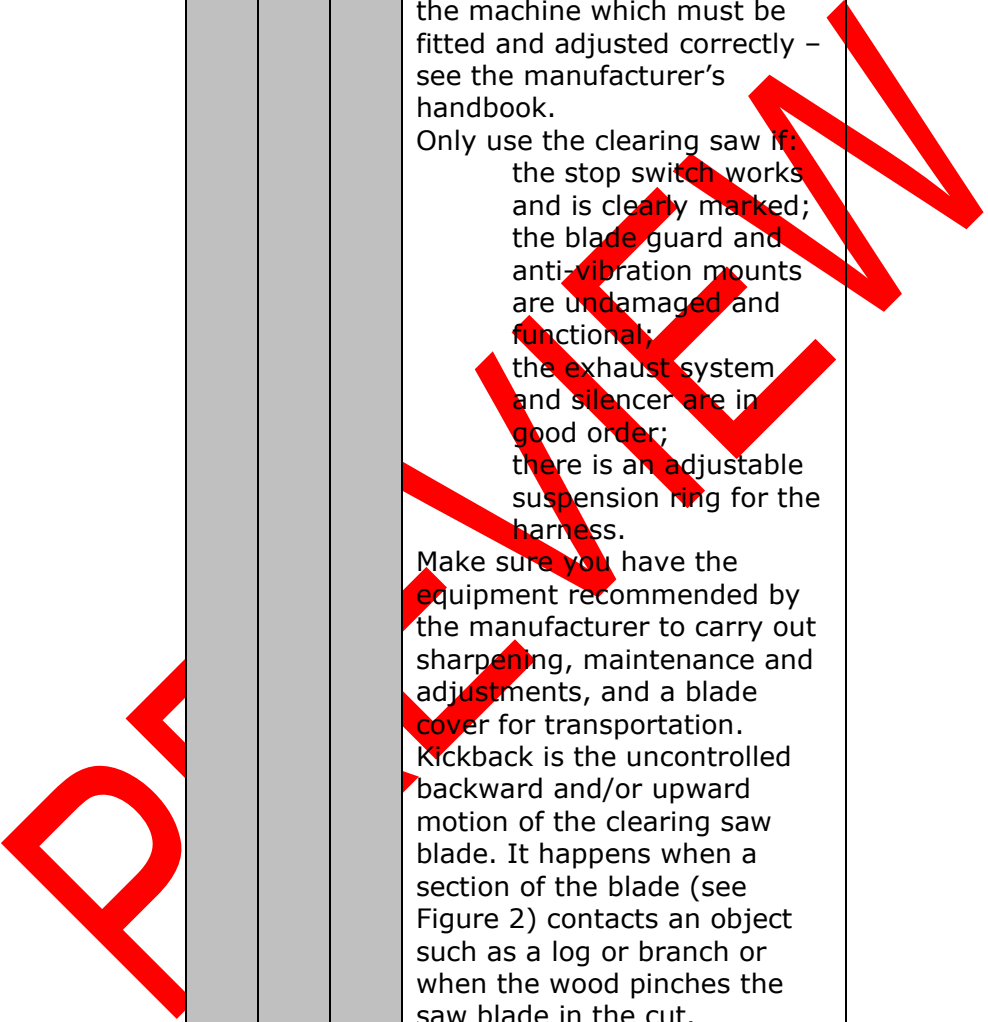 the machine which must be
fitted and adjusted correctly –
see the manufacturer’s
handbook.
Only use the clearing saw if:
the stop switch works
and is clearly marked;
the blade guard and
anti-vibration mounts
are undamaged and
functional;
the exhaust system
and silencer are in
good order;
there is an adjustable
suspension ring for the
harness.
Make sure you have the
equipment recommended by
the manufacturer to carry out
sharpening, maintenance and
adjustments, and a blade
cover for transportation.
Kickback is the uncontrolled
backward and/or upward
motion of the clearing saw
blade. It happens when a
section of the blade (see
Figure 2) contacts an object
such as a log or branch or
when the wood pinches the
saw blade in the cut.
PREVIEW